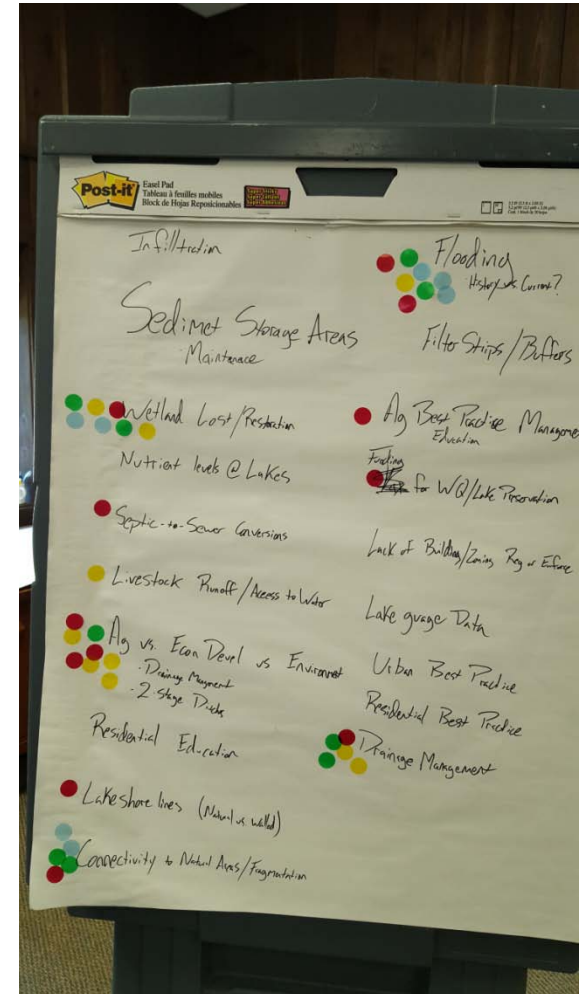 Post-it
Easel Pad
Tableau à feuilles mobiles
Block de Hojas Reposicionables
Infilltration
Sedimet Storage Areas
Maintenace
Wetland Lost/Restoration
Nutrient levels @ Lakes
Septic-to-Sewer Conversions
Livestock Runoff/Access to Water
Ag vs. Econ Devel vs Environmet
- Drainage Mangment
- 2-Stage
Residential Education
Lakeshore lines (Natural vs. walled)
Connectivity to Natural Areas/Fragmentation
Flooding
History vs Current?
Filter Strips/Buffers
Ag Best Practice Manageme
Education
Funding
for WQ/Lake Preservation
Lack of Building/Zoning Reg or Enforce
Lake guage Data
Urban Best Practice
Residential Best Practice
Drainage Management